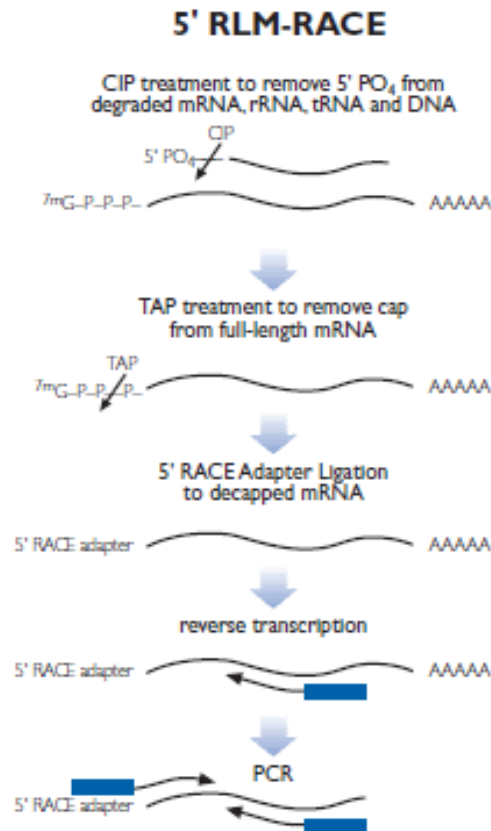 5' RLM-RACE
CIP treatment to remove 5' PO₄ from
degraded mRNA, rRNA, tRNA and DNA
CIP
5' PO₄
⁷ᵐG–P–P–P–
AAAAA
TAP treatment to remove cap
from full-length mRNA
TAP
⁷ᵐG–P–P–P–
AAAAA
5' RACE Adapter Ligation
to decapped mRNA
5' RACE adapter
AAAAA
reverse transcription
5' RACE adapter
AAAAA
PCR
5' RACE adapter